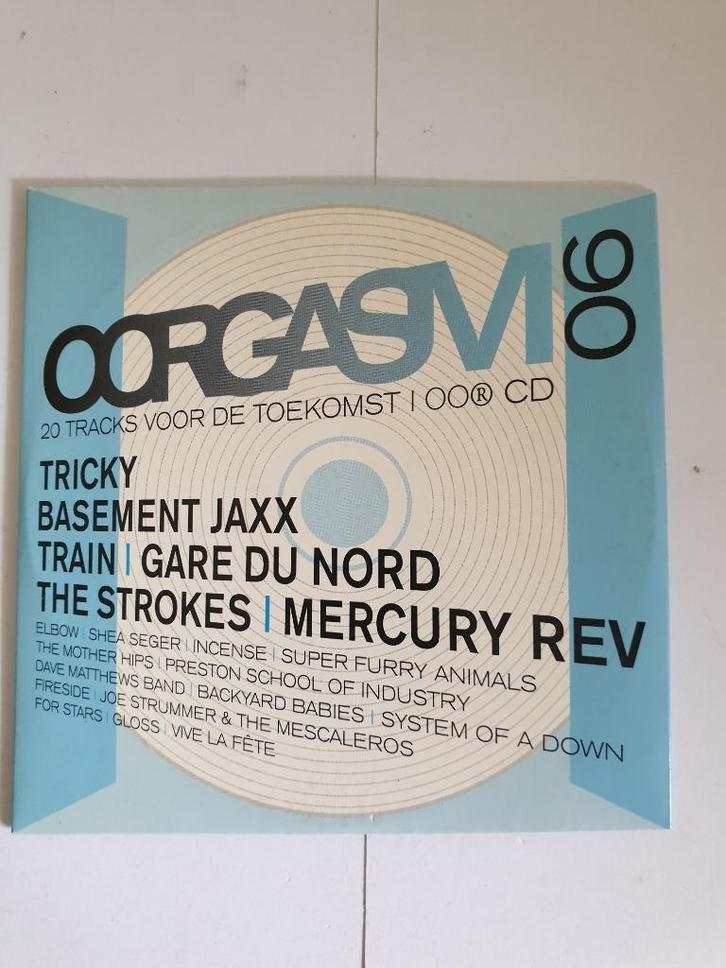 OORGASM
06
20 TRACKS VOOR DE TOEKOMST | OO® CD
TRICKY
BASEMENT JAXX
TRAIN | GARE DU NORD
THE STROKES | MERCURY REV
ELBOW | SHEA SEGER | INCENSE | SUPER FURRY ANIMALS
THE MOTHER HIPS | PRESTON SCHOOL OF INDUSTRY
DAVE MATTHEWS BAND | BACKYARD BABIES | SYSTEM OF A DOWN
FIRESIDE | JOE STRUMMER & THE MESCALEROS
FOR STARS | GLOSS | VIVE LA FÊTE